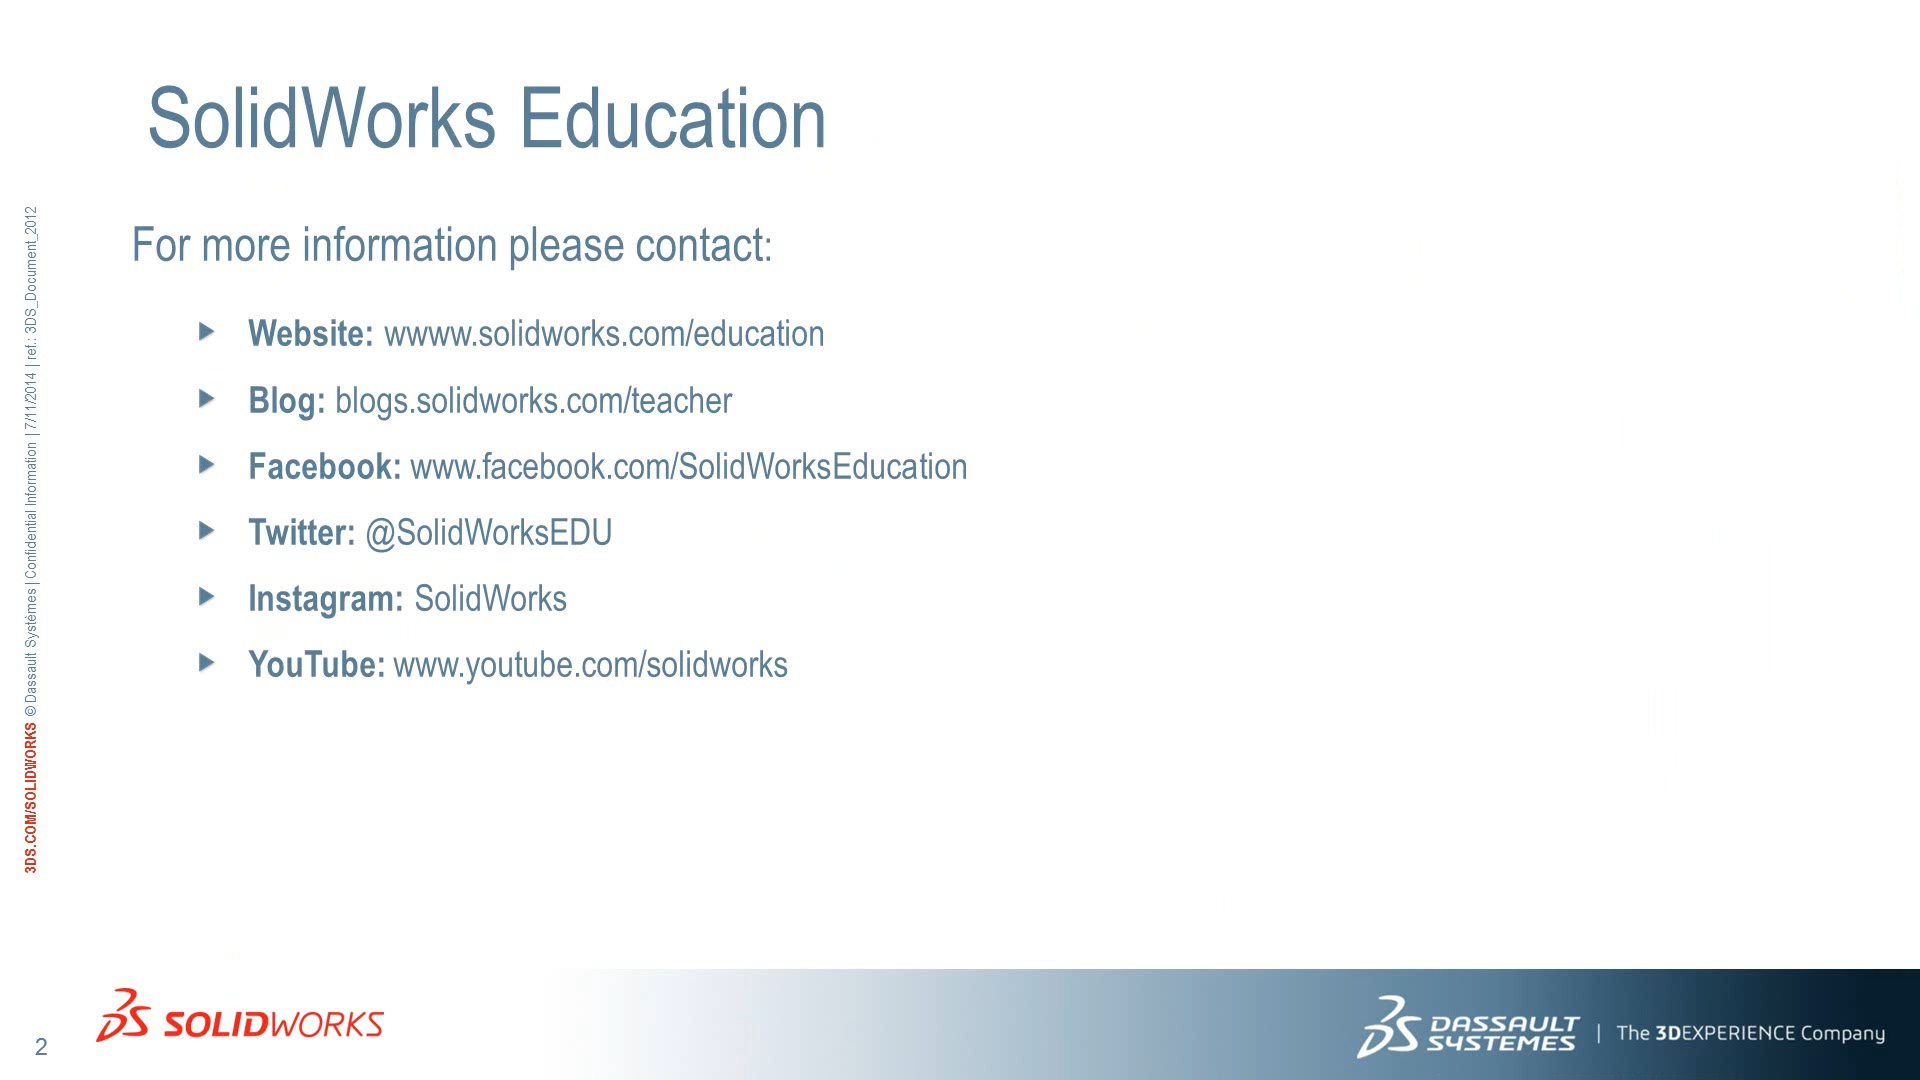 SolidWorks Education
For more information please contact:
Website: wwww.solidworks.com/education
Blog: blogs.solidworks.com/teacher
Facebook: www.facebook.com/SolidWorksEducation
Twitter: @SolidWorksEDU
Instagram: SolidWorks
YouTube: www.youtube.com/solidworks
3DS.COM/SOLIDWORKS © Dassault Systèmes | Confidential Information | 7/11/2014 | ref.: 3DS_Document_2012
2
SOLIDWORKS
DASSAULT SYSTEMES | The 3DEXPERIENCE Company